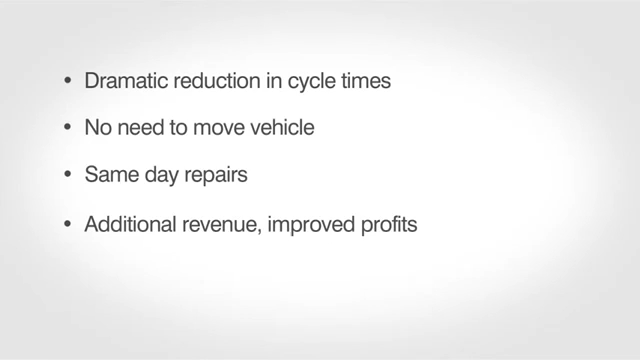 • Dramatic reduction in cycle times
• No need to move vehicle
• Same day repairs
• Additional revenue, improved profits